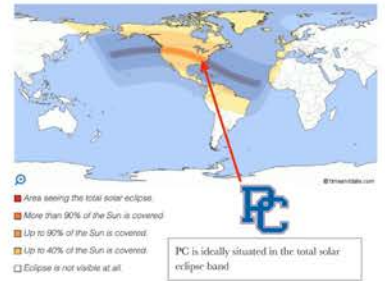 © timeanddate.com
Area seeing the total solar eclipse.
More than 90% of the Sun is covered
Up to 90% of the Sun is covered.
Up to 40% of the Sun is covered.
Eclipse is not visible at all.
PC
PC is ideally situated in the total solar
eclipse band